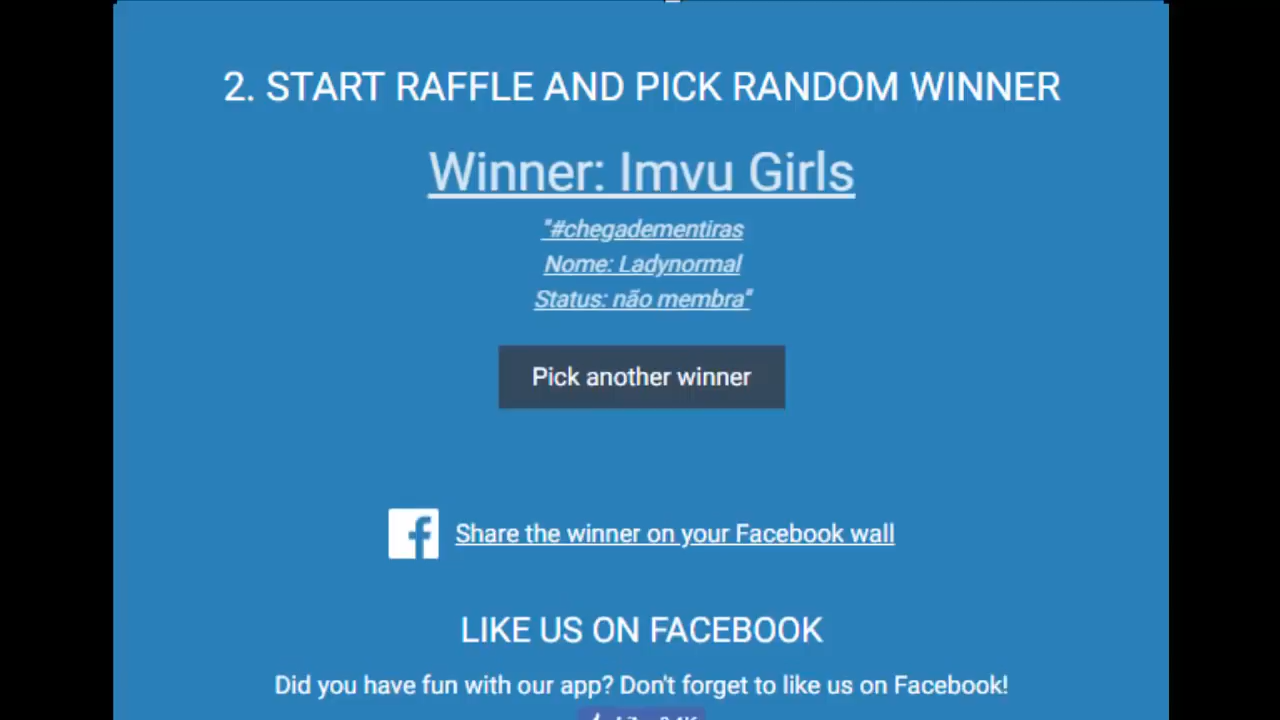 2. START RAFFLE AND PICK RANDOM WINNER
Winner: Imvu Girls
"#chegadementiras
Nome: Ladynormal
Status: não membra"
Pick another winner
Share the winner on your Facebook wall
LIKE US ON FACEBOOK
Did you have fun with our app? Don't forget to like us on Facebook!